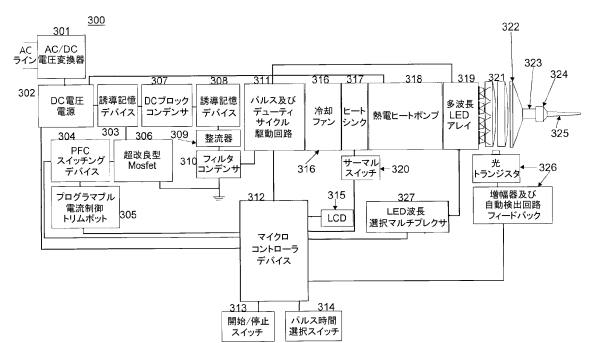 300
301
AC
ライン
AC/DC
電圧変換器
302
DC電圧
電源
303
誘導記憶
デバイス
307
DCブロック
コンデンサ
308
誘導記憶
デバイス
309
整流器
310
フィルタ
コンデンサ
304
PFC
スイッチング
デバイス
306
超改良型
Mosfet
プログラマブル
電流制御
トリムポット
305
311
パルス及び
デューティ
サイクル
駆動回路
316
冷却
ファン
316
317
ヒート
シンク
318
熱電ヒートポンプ
319
多波長
LED
アレイ
321
322
323
324
325
サーマル
スイッチ
320
光
トランジスタ
326
増幅器及び
自動検出回路
フィードバック
312
マイクロ
コントローラ
デバイス
315
LCD
327
LED波長
選択マルチプレクサ
313
開始/停止
スイッチ
314
パルス時間
選択スイッチ